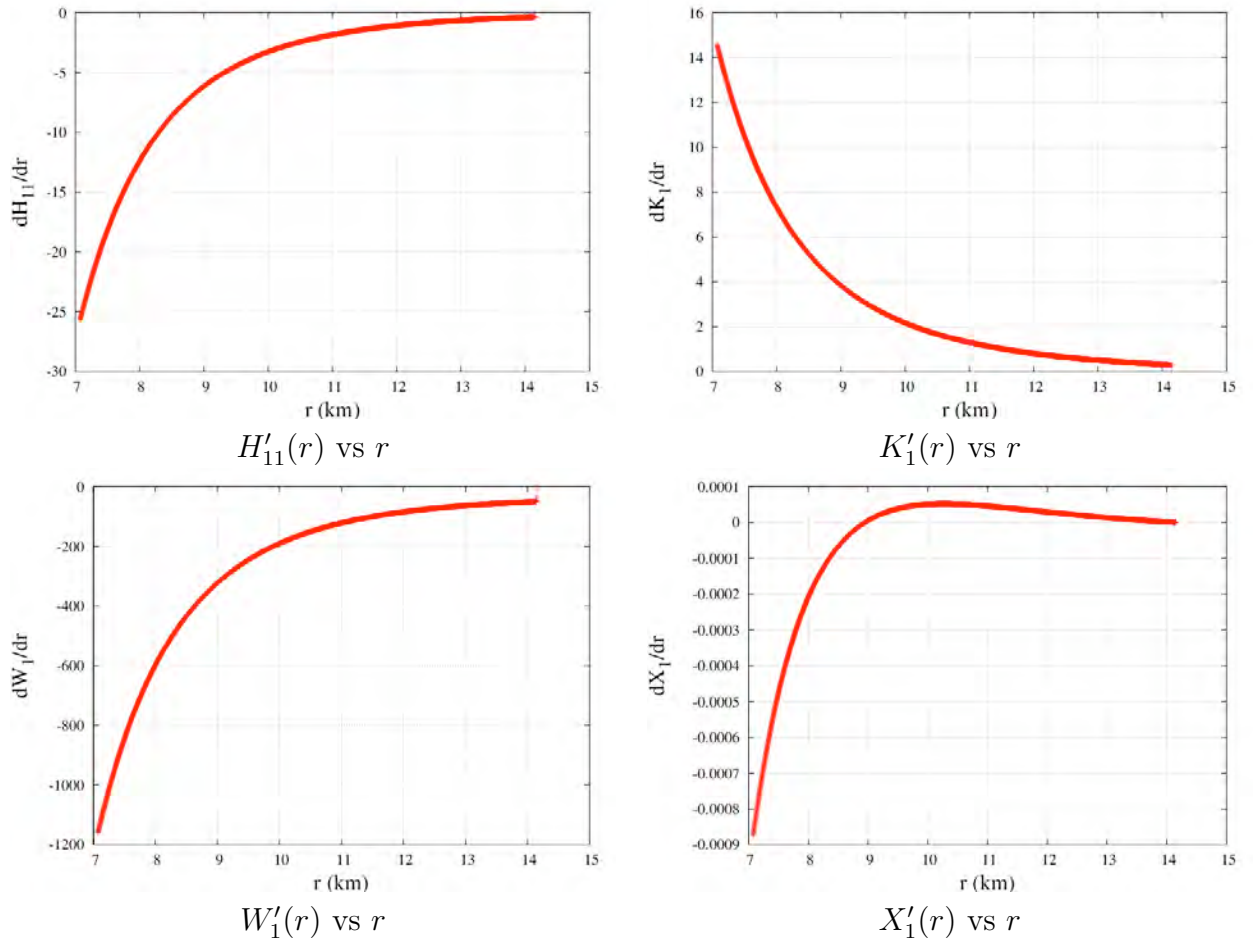 0
-5
-10
-15
-20
-25
-30
dH₁₁/dr
7 8 9 10 11 12 13 14 15
r (km)
H′₁₁(r) vs r
16
14
12
10
8
6
4
2
0
dK₁/dr
7 8 9 10 11 12 13 14 15
r (km)
K′₁(r) vs r
0
-200
-400
-600
-800
-1000
-1200
dW₁/dr
7 8 9 10 11 12 13 14 15
r (km)
W′₁(r) vs r
0.0001
0
-0.0001
-0.0002
-0.0003
-0.0004
-0.0005
-0.0006
-0.0007
-0.0008
-0.0009
dX₁/dr
7 8 9 10 11 12 13 14 15
r (km)
X′₁(r) vs r